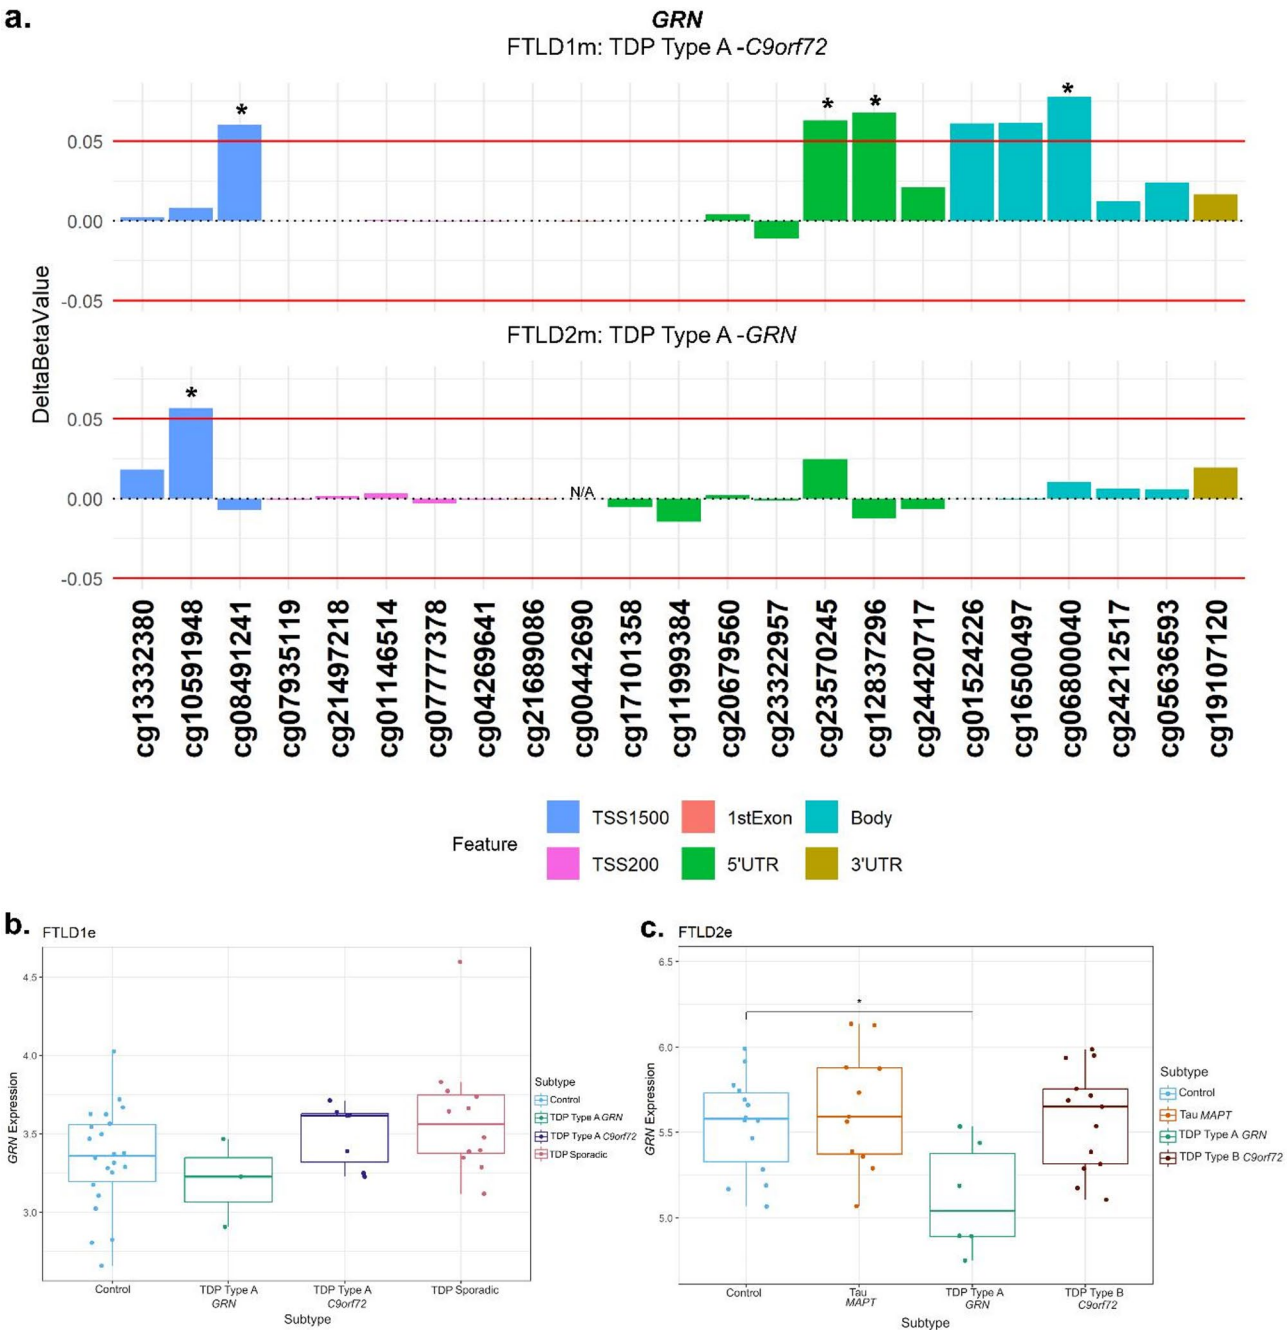 a.
GRN
FTLD1m: TDP Type A -C9orf72
0.05
0.00
-0.05
DeltaBetaValue
* * * *
FTLD2m: TDP Type A -GRN
0.05
0.00
-0.05
*
N/A
cg13332380
cg10591948
cg08491241
cg07935119
cg21497218
cg01146514
cg07777378
cg04269641
cg21689086
cg00442690
cg17101358
cg11999384
cg20679560
cg23322957
cg23570245
cg12837296
cg24420717
cg01524226
cg16500497
cg06800040
cg24212517
cg05636593
cg19107120
Feature
TSS1500
1stExon
Body
TSS200
5'UTR
3'UTR
b.
FTLD1e
GRN Expression
4.5
4.0
3.5
3.0
Control
TDP Type A
GRN
TDP Type A
C9orf72
TDP Sporadic
Subtype
Subtype
Control
TDP Type A GRN
TDP Type A C9orf72
TDP Sporadic
c.
FTLD2e
GRN Expression
6.5
6.0
5.5
5.0
*
Control
Tau
MAPT
TDP Type A
GRN
TDP Type B
C9orf72
Subtype
Subtype
Control
Tau MAPT
TDP Type A GRN
TDP Type B C9orf72